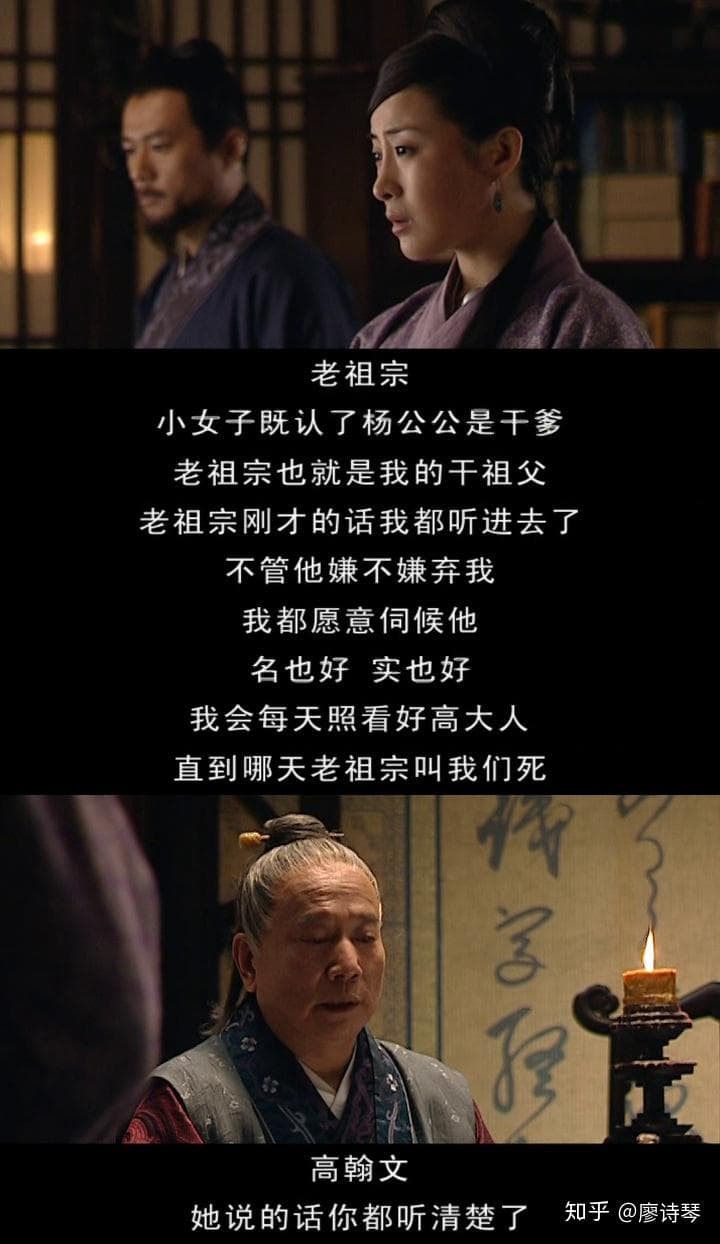 老祖宗
小女子既认了杨公公是干爹
老祖宗也就是我的干祖父
老祖宗刚才的话我都听进去了
不管他嫌不嫌弃我
我都愿意伺候他
名也好 实也好
我会每天照看好高大人
直到哪天老祖宗叫我们死
高翰文
她说的话你都听清楚了
知乎 @廖诗琴